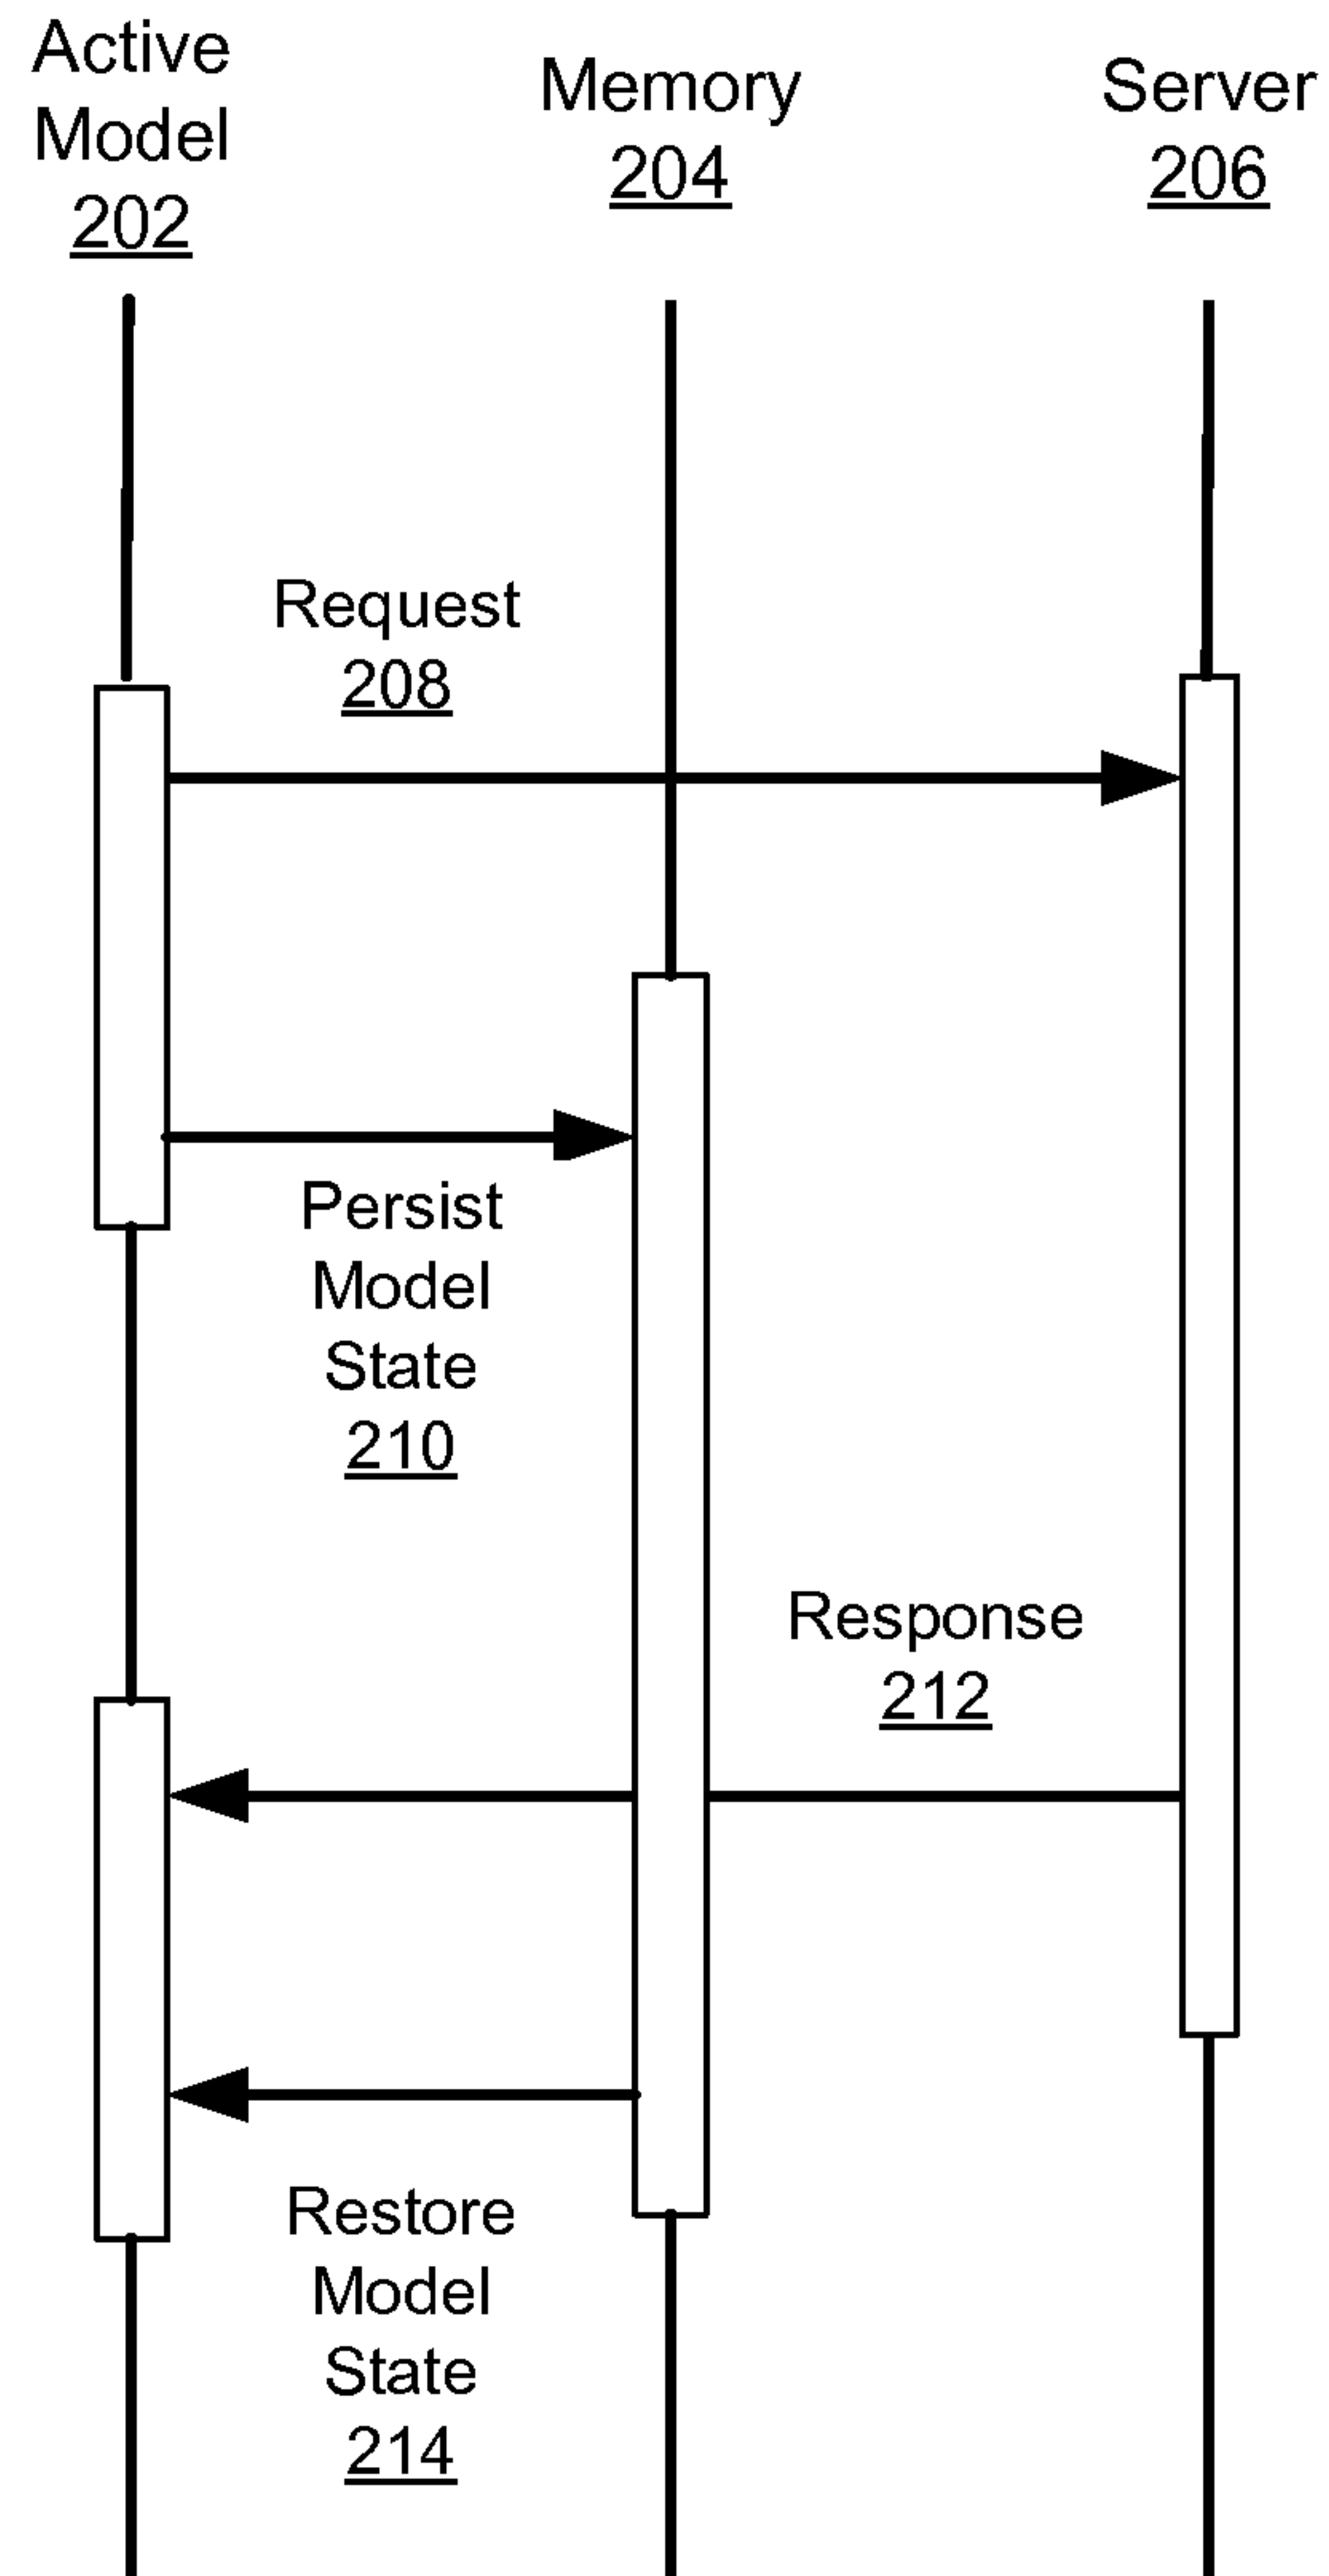 Active
Model
202
Memory
204
Server
206
Request
208
Persist
Model
State
210
Response
212
Restore
Model
State
214